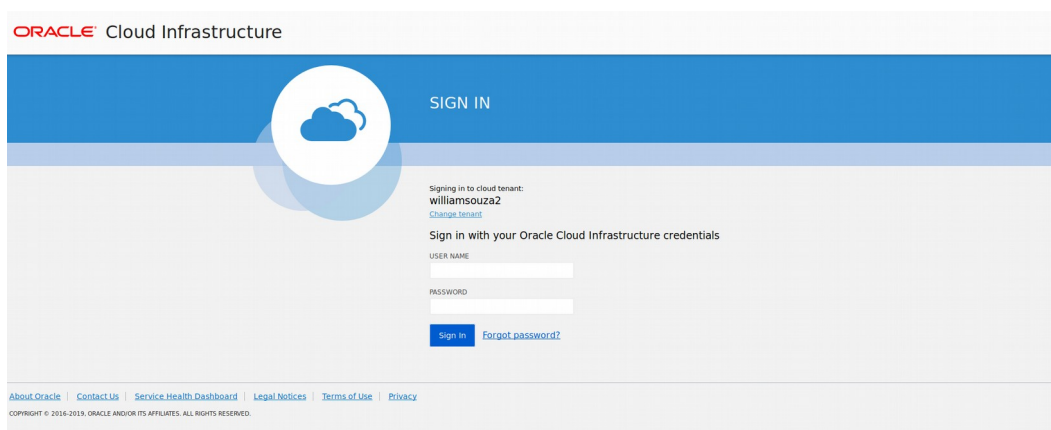 ORACLE® Cloud Infrastructure
SIGN IN
Signing in to cloud tenant:
williamsouza2
Change tenant
Sign in with your Oracle Cloud Infrastructure credentials
USER NAME
PASSWORD
Sign In Forgot password?
About Oracle | Contact Us | Service Health Dashboard | Legal Notices | Terms of Use | Privacy
COPYRIGHT © 2016-2019, ORACLE AND/OR ITS AFFILIATES. ALL RIGHTS RESERVED.